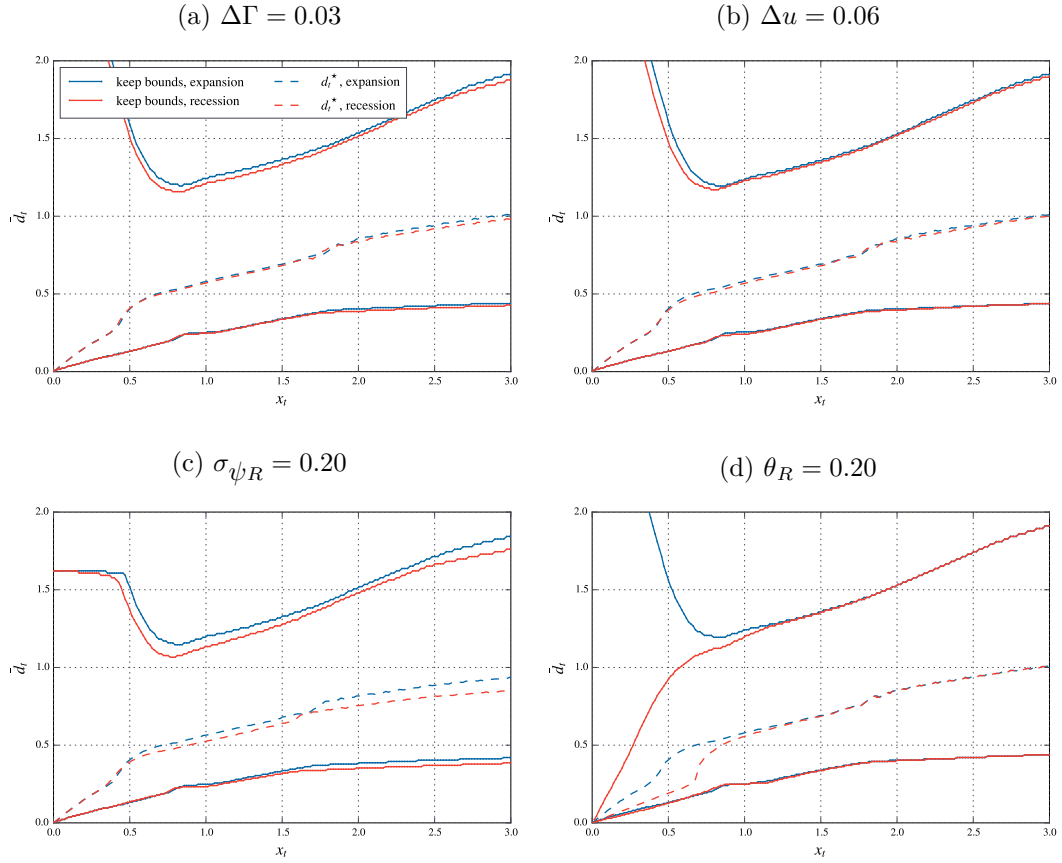 (a) ΔΓ = 0.03
(b) Δu = 0.06
2.0
keep bounds, expansion
d_t^⋆, expansion
keep bounds, recession
d_t^⋆, recession
1.5
1.0
0.5
0.0
d̄_t
0.0 0.5 1.0 1.5 2.0 2.5 3.0
x_t
2.0
1.5
1.0
0.5
0.0
d̄_t
0.0 0.5 1.0 1.5 2.0 2.5 3.0
x_t
(c) σ_{ψR} = 0.20
(d) θ_R = 0.20
2.0
1.5
1.0
0.5
0.0
d̄_t
0.0 0.5 1.0 1.5 2.0 2.5 3.0
x_t
2.0
1.5
1.0
0.5
0.0
d̄_t
0.0 0.5 1.0 1.5 2.0 2.5 3.0
x_t